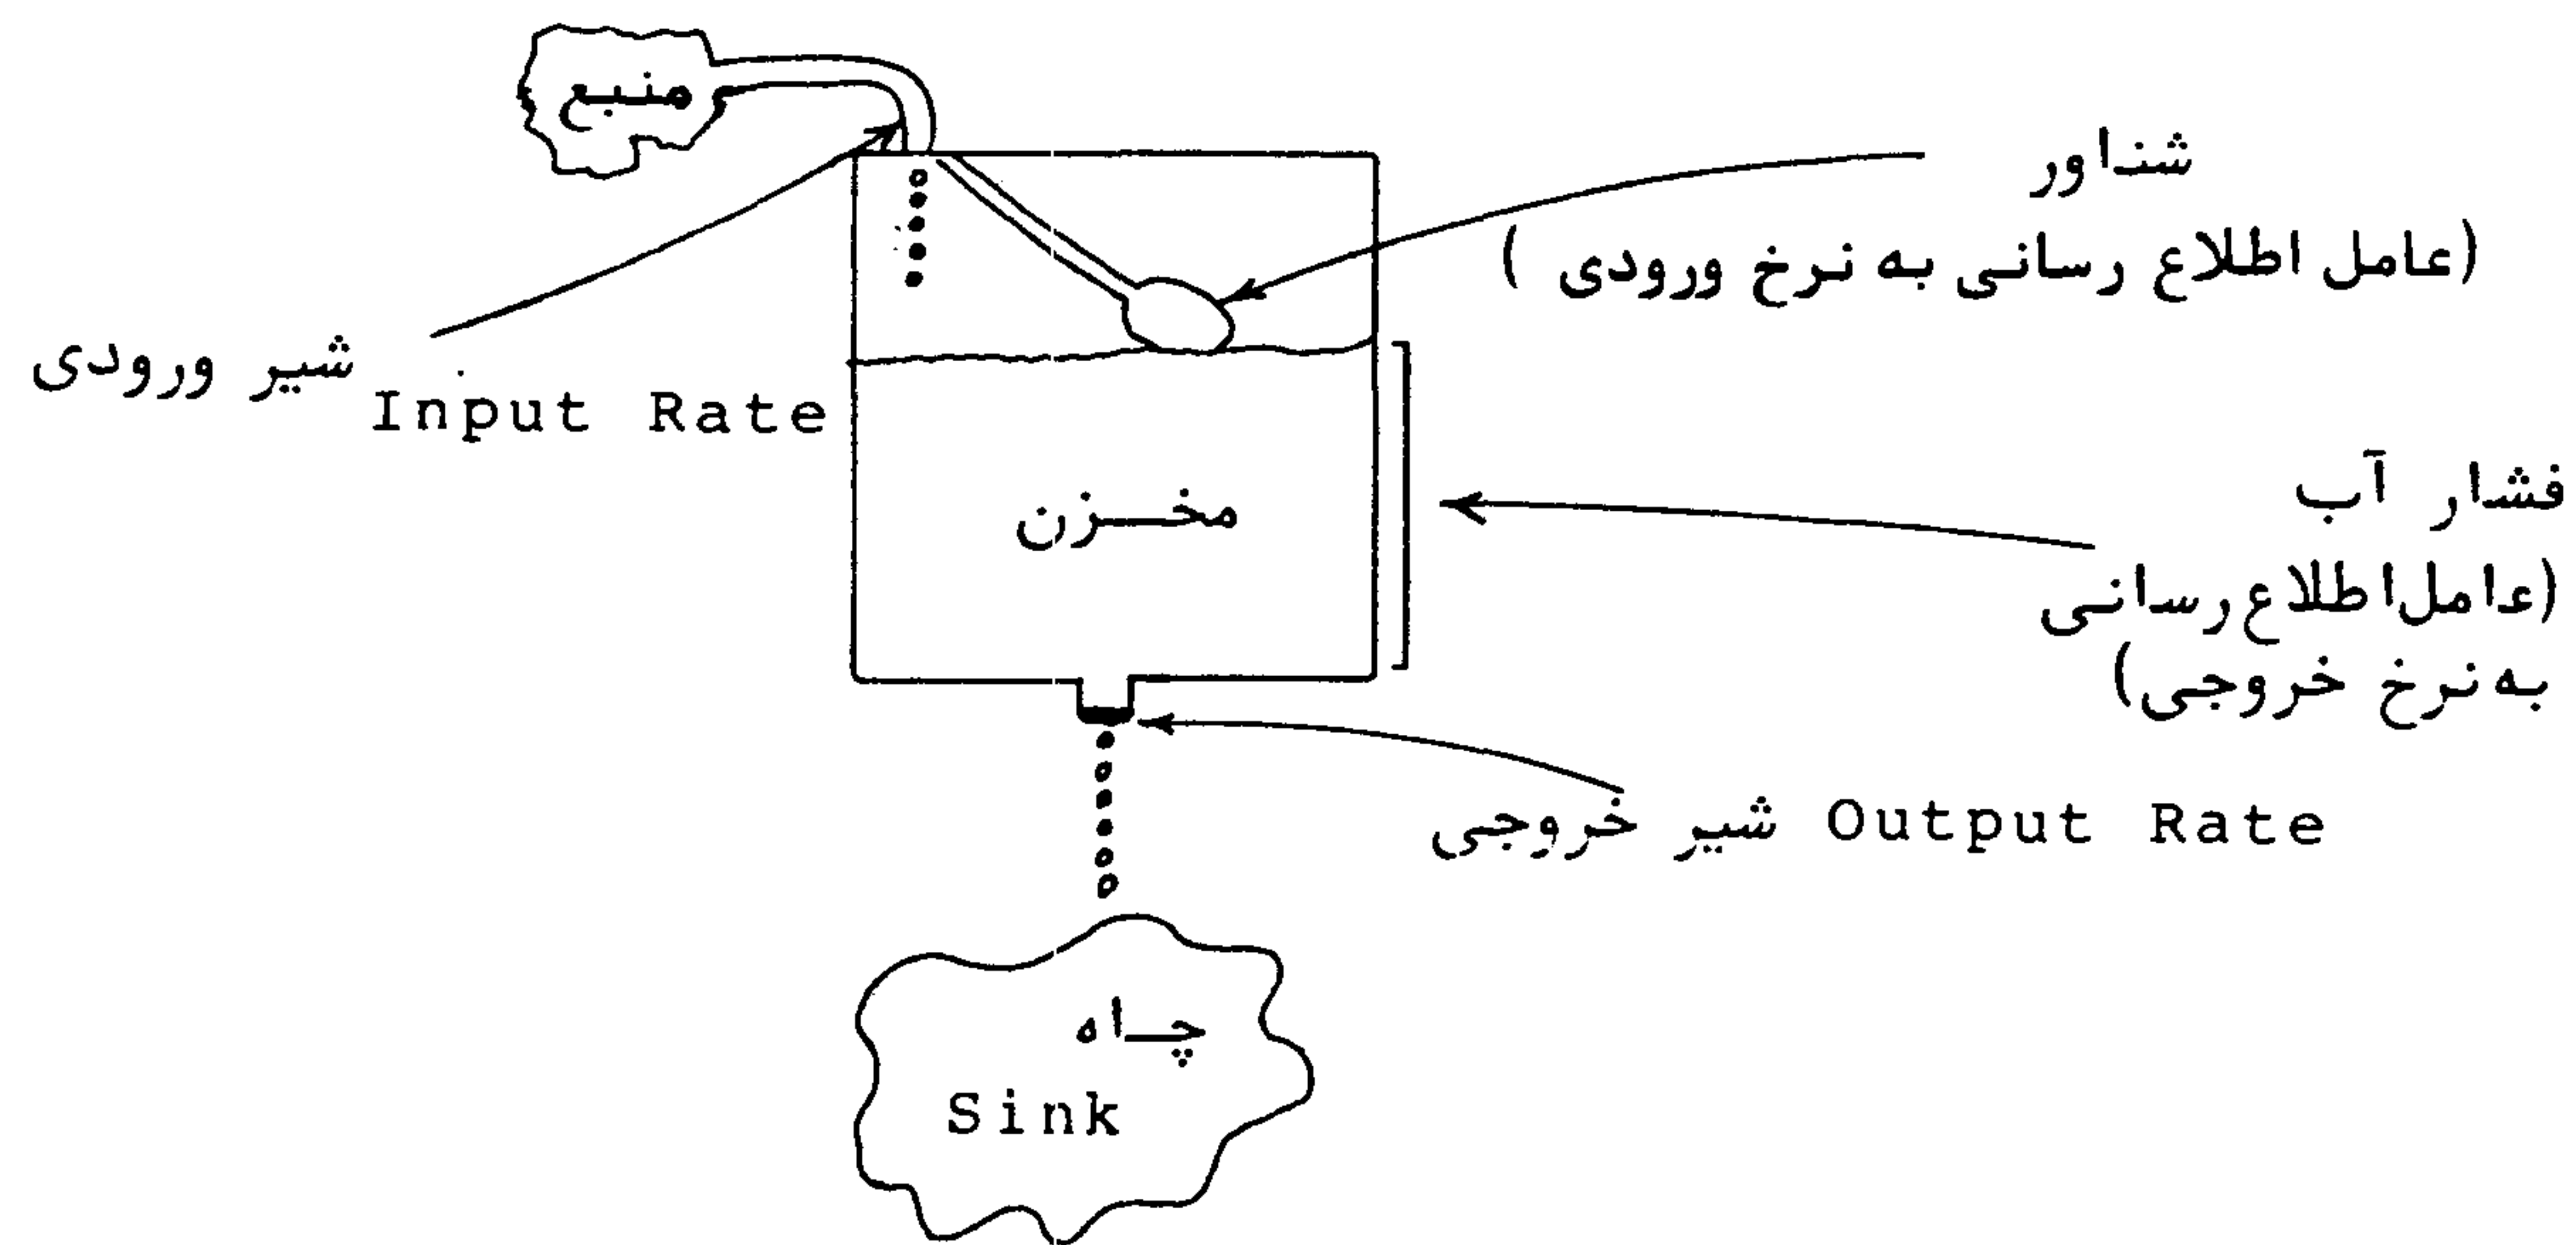 منبع
شناور
(عامل اطلاع رسانی به نرخ ورودی )
شیر ورودی
Input Rate
فشار آب
(عامل اطلاع رسانی
به نرخ خروجی)
مخزن
شیر خروجی Output Rate
چاه
Sink